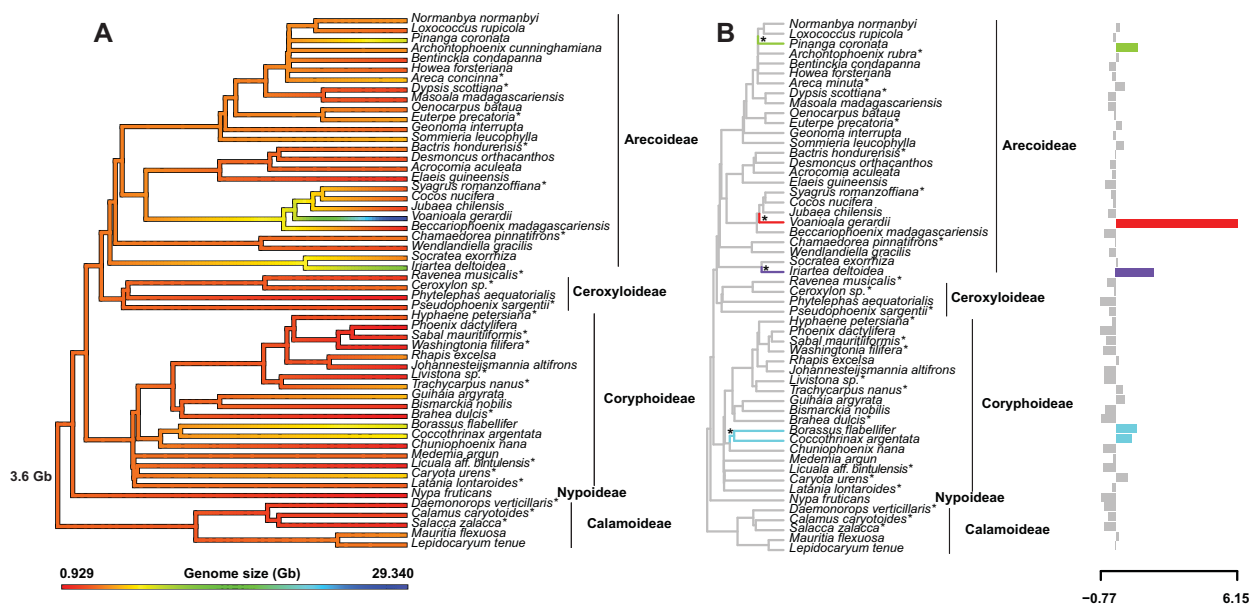 A
Normanbya normanbyi
Loxococcus rupicola
Pinanga coronata
Archontophoenix cunninghamiana
Bentinckia condapanna
Howea forsteriana
Areca concinna*
Dypsis scottiana*
Masoala madagascariensis
Oenocarpus bataua
Euterpe precatoria*
Geonoma interrupta
Sommieria leucophylla
Bactris hondurensis*
Desmoncus orthacanthos
Acrocomia aculeata
Elaeis guineensis
Syagrus romanzoffiana*
Cocos nucifera
Jubaea chilensis
Voanioala gerardii
Beccariophoenix madagascariensis
Chamaedorea pinnatifrons*
Wendlandiella gracilis
Socratea exorrhiza
Iriartea deltoidea
Ravenea musicalis*
Ceroxylon sp.*
Phytelephas aequatorialis
Pseudophoenix sargentii*
Hyphaene petersiana*
Phoenix dactylifera
Sabal mauritiiformis*
Washingtonia filifera*
Rhapis excelsa
Johannesteijsmannia altifrons
Livistona sp.*
Trachycarpus nanus*
Guihaia argyrata
Bismarckia nobilis
Brahea dulcis*
Borassus flabellifer
Coccothrinax argentata
Chuniophoenix nana
Medemia argun
Licuala aff. bintulensis*
Caryota urens*
Latania lontaroides*
Nypa fruticans
Daemonorops verticillaris*
Calamus caryotoides*
Salacca zalacca*
Mauritia flexuosa
Lepidocaryum tenue
Arecoideae
Ceroxyloideae
Coryphoideae
Nypoideae
Calamoideae
3.6 Gb
0.929 Genome size (Gb) 29.340
B
Normanbya normanbyi
Loxococcus rupicola
* Pinanga coronata
Archontophoenix rubra*
Bentinckia condapanna
Howea forsteriana
Areca minuta*
Dypsis scottiana*
Masoala madagascariensis
Oenocarpus bataua
Euterpe precatoria*
Geonoma interrupta
Sommieria leucophylla
Bactris hondurensis*
Desmoncus orthacanthos
Acrocomia aculeata
Elaeis guineensis
Syagrus romanzoffiana*
Cocos nucifera
Jubaea chilensis
* Voanioala gerardii
Beccariophoenix madagascariensis
Chamaedorea pinnatifrons*
Wendlandiella gracilis
Socratea exorrhiza
* Iriartea deltoidea
Ravenea musicalis*
Ceroxylon sp.*
Phytelephas aequatorialis
Pseudophoenix sargentii*
Hyphaene petersiana*
Phoenix dactylifera
Sabal mauritiiformis*
Washingtonia filifera*
Rhapis excelsa
Johannesteijsmannia altifrons
Livistona sp.*
Trachycarpus nanus*
Guihaia argyrata
Bismarckia nobilis
Brahea dulcis*
* Borassus flabellifer
Coccothrinax argentata
Chuniophoenix nana
Medemia argun
Licuala aff. bintulensis*
Caryota urens*
Latania lontaroides*
Nypa fruticans
Daemonorops verticillaris*
Calamus caryotoides*
Salacca zalacca*
Mauritia flexuosa
Lepidocaryum tenue
Arecoideae
Ceroxyloideae
Coryphoideae
Nypoideae
Calamoideae
−0.77 6.15